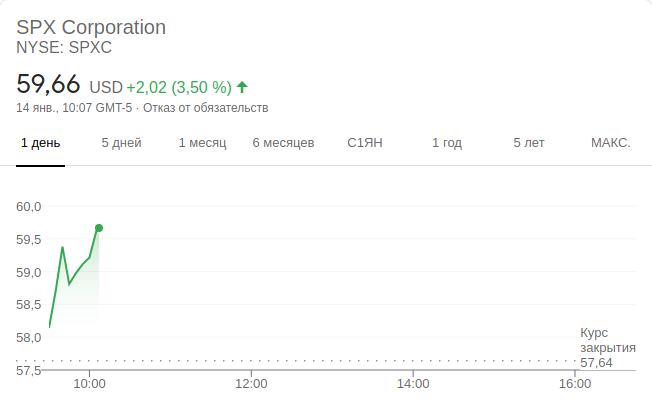 SPX Corporation
NYSE: SPXC
59,66 USD +2,02 (3,50 %)
14 янв., 10:07 GMT-5 · Отказ от обязательств
1 день 5 дней 1 месяц 6 месяцев С1ЯН 1 год 5 лет МАКС.
60,0
59,5
59,0
58,5
58,0
57,5
Курс
закрытия
57,64
10:00 12:00 14:00 16:00